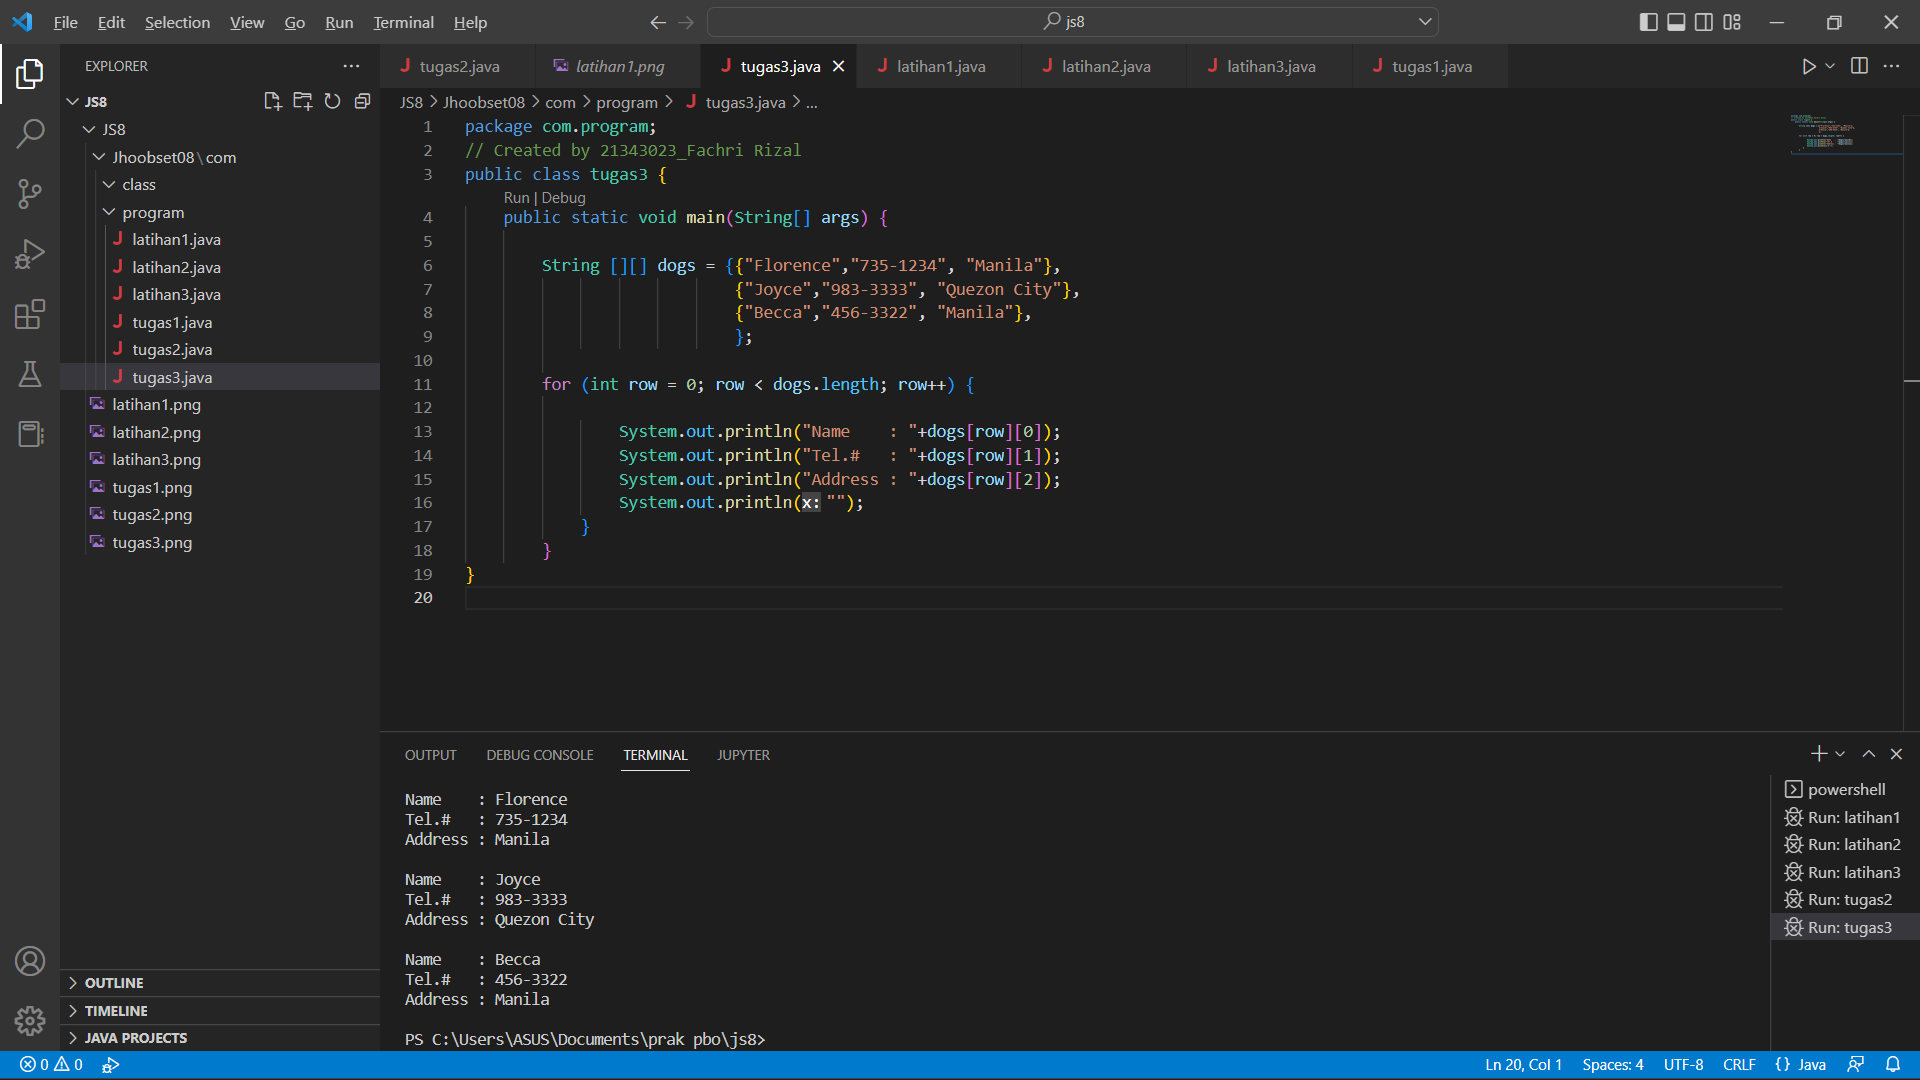 File Edit Selection View Go Run Terminal Help
js8
EXPLORER
JS8
JS8
Jhoobset08\com
class
program
latihan1.java
latihan2.java
latihan3.java
tugas1.java
tugas2.java
tugas3.java
latihan1.png
latihan2.png
latihan3.png
tugas1.png
tugas2.png
tugas3.png
OUTLINE
TIMELINE
JAVA PROJECTS
tugas2.java latihan1.png tugas3.java latihan1.java latihan2.java latihan3.java tugas1.java
JS8 > Jhoobset08 > com > program > tugas3.java > ...
1 package com.program;
2 // Created by 21343023_Fachri Rizal
3 public class tugas3 {
Run | Debug
4 public static void main(String[] args) {
5
6 String [][] dogs = {{"Florence","735-1234", "Manila"},
7 {"Joyce","983-3333", "Quezon City"},
8 {"Becca","456-3322", "Manila"},
9 };
10
11 for (int row = 0; row < dogs.length; row++) {
12
13 System.out.println("Name    : "+dogs[row][0]);
14 System.out.println("Tel.#   : "+dogs[row][1]);
15 System.out.println("Address : "+dogs[row][2]);
16 System.out.println(x: "");
17 }
18 }
19 }
20
OUTPUT DEBUG CONSOLE TERMINAL JUPYTER
Name    : Florence
Tel.#   : 735-1234
Address : Manila
Name    : Joyce
Tel.#   : 983-3333
Address : Quezon City
Name    : Becca
Tel.#   : 456-3322
Address : Manila
PS C:\Users\ASUS\Documents\prak pbo\js8>
powershell
Run: latihan1
Run: latihan2
Run: latihan3
Run: tugas2
Run: tugas3
0 0
Ln 20, Col 1 Spaces: 4 UTF-8 CRLF {} Java